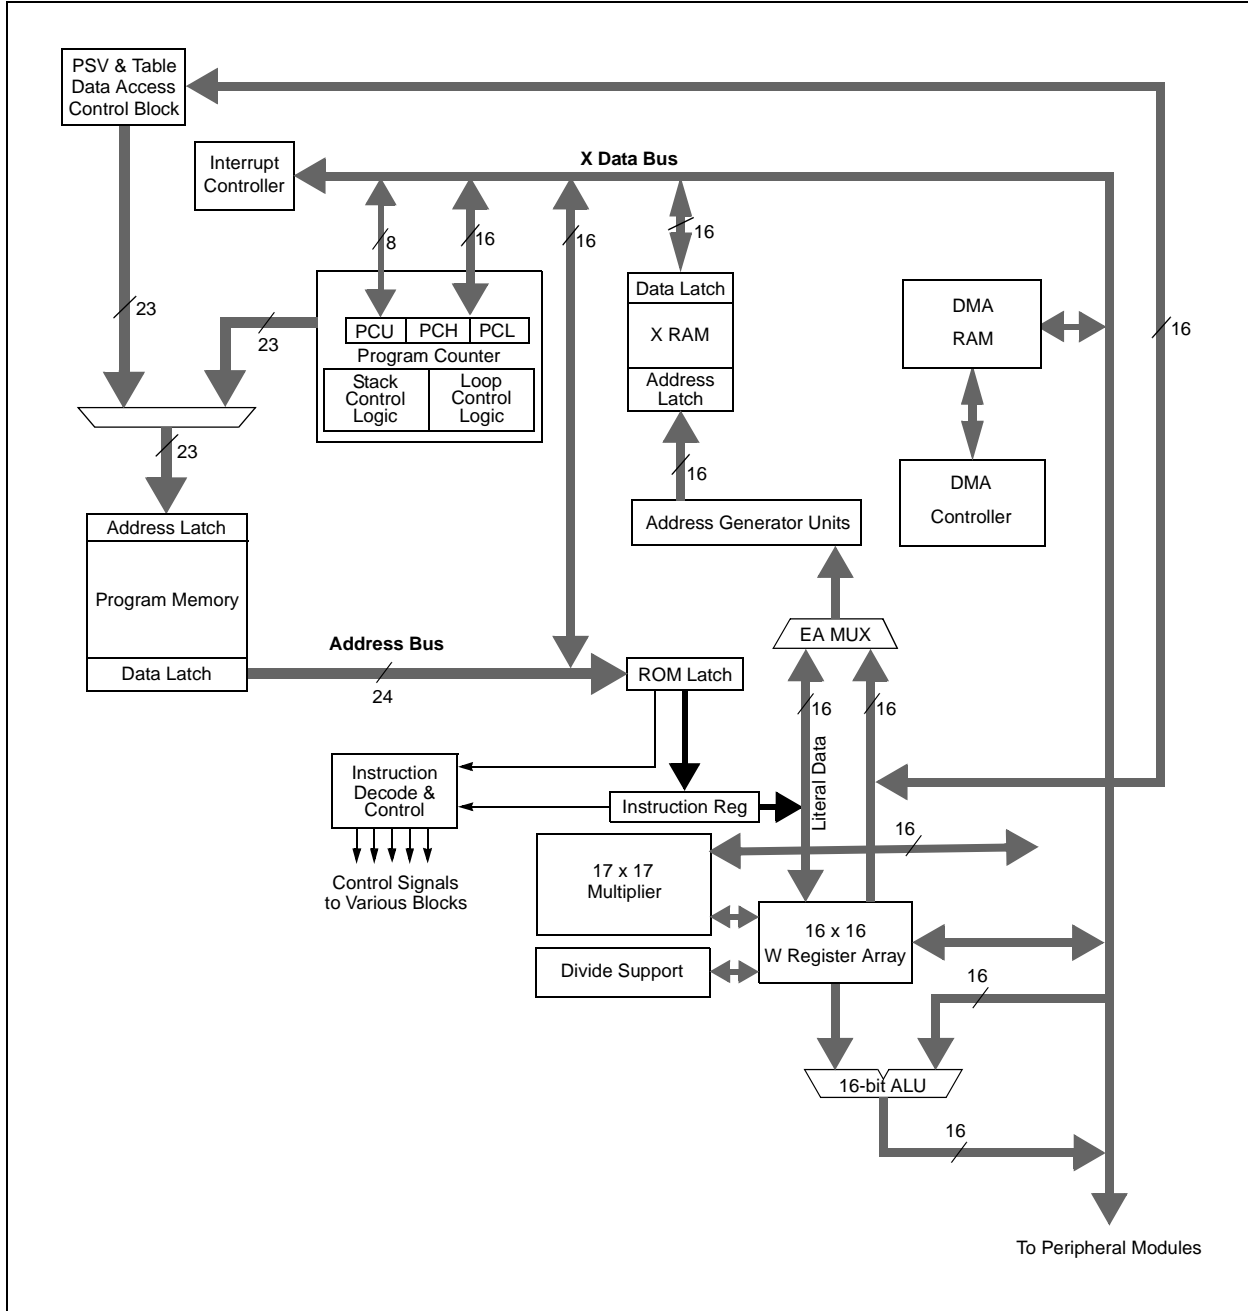 PSV & Table
Data Access
Control Block
Interrupt
Controller
X Data Bus
8
16
16
16
23
23
PCU
PCH
PCL
Program Counter
Stack
Control
Logic
Loop
Control
Logic
Data Latch
X RAM
Address
Latch
DMA
RAM
16
23
16
DMA
Controller
Address Generator Units
Address Latch
Program Memory
Data Latch
Address Bus
24
EA MUX
ROM Latch
16
16
Literal Data
Instruction
Decode &
Control
Instruction Reg
Control Signals
to Various Blocks
17 x 17
Multiplier
16
16 x 16
W Register Array
Divide Support
16
16-bit ALU
16
To Peripheral Modules